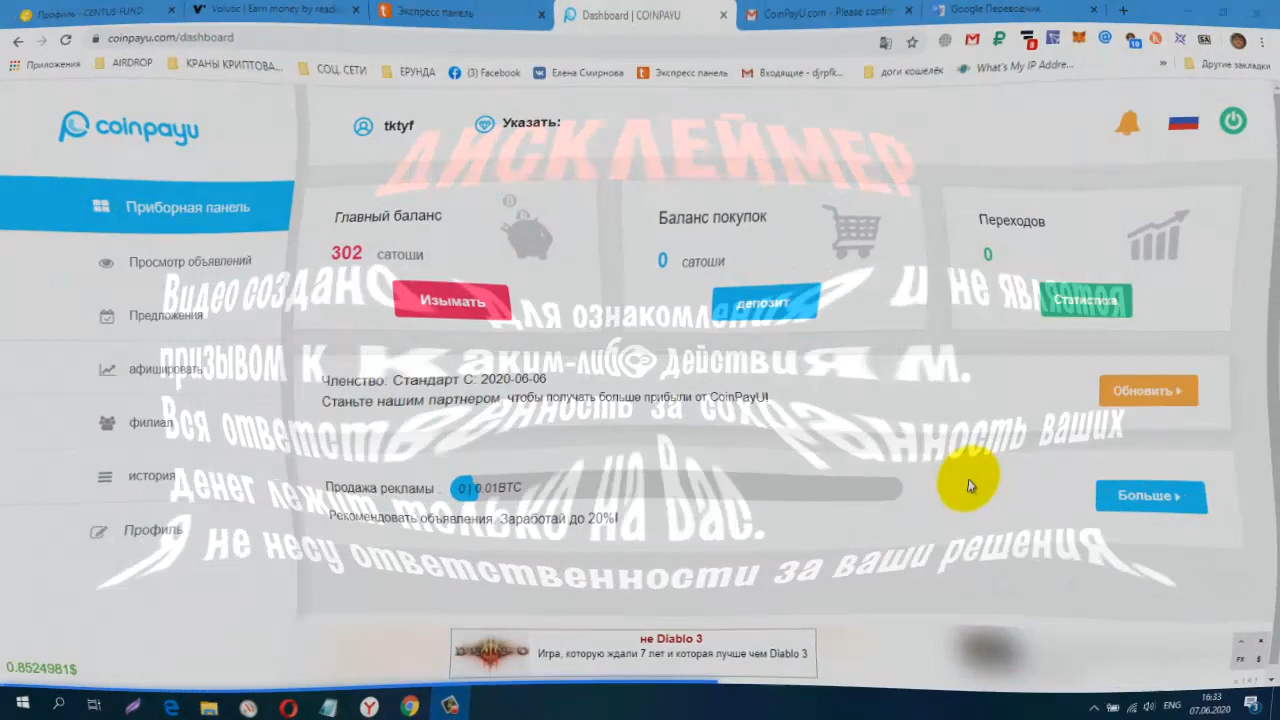 Профиль - CENTUS FUND
Volutic | Earn money by readi
Экспресс панель
Dashboard | COINPAYU
CoinPayU.com - Please confir
Google Переводчик
coinpayu.com/dashboard
Приложения
AIRDROP
КРАНЫ КРИПТОВА...
СОЦ. СЕТИ
ЕРУНДА
(3) Facebook
Елена Смирнова
Экспресс панель
Входящие - djrpfk...
доги кошелёк
What's My IP Addre...
Другие закладки
coinpayu
tktyf
Указать:
ДИСКЛЕЙМЕР
Приборная панель
Главный баланс
Баланс покупок
Переходов
302 сатоши
0 сатоши
0
Просмотр объявлений
Видео создано для ознакомления и не является
Изымать
депозит
Статистика
Предложения
призывом к каким-либо действиям.
афишировать
Членство: Стандарт С: 2020-06-06
Станьте нашим партнером, чтобы получать больше прибыли от CoinPayU!
Обновить
Вся ответственность за сохранность ваших
филиал
история
денег лежит только на Вас.
Продажа рекламы :
0 | 0.01BTC
Больше
Рекомендовать объявления. Заработай до 20%!
Профиль
Я не несу ответственности за ваши решения.
не Diablo 3
Игра, которую ждали 7 лет и которая лучше чем Diablo 3
0.8524981$
FX $
ENG
16:33
07.06.2020